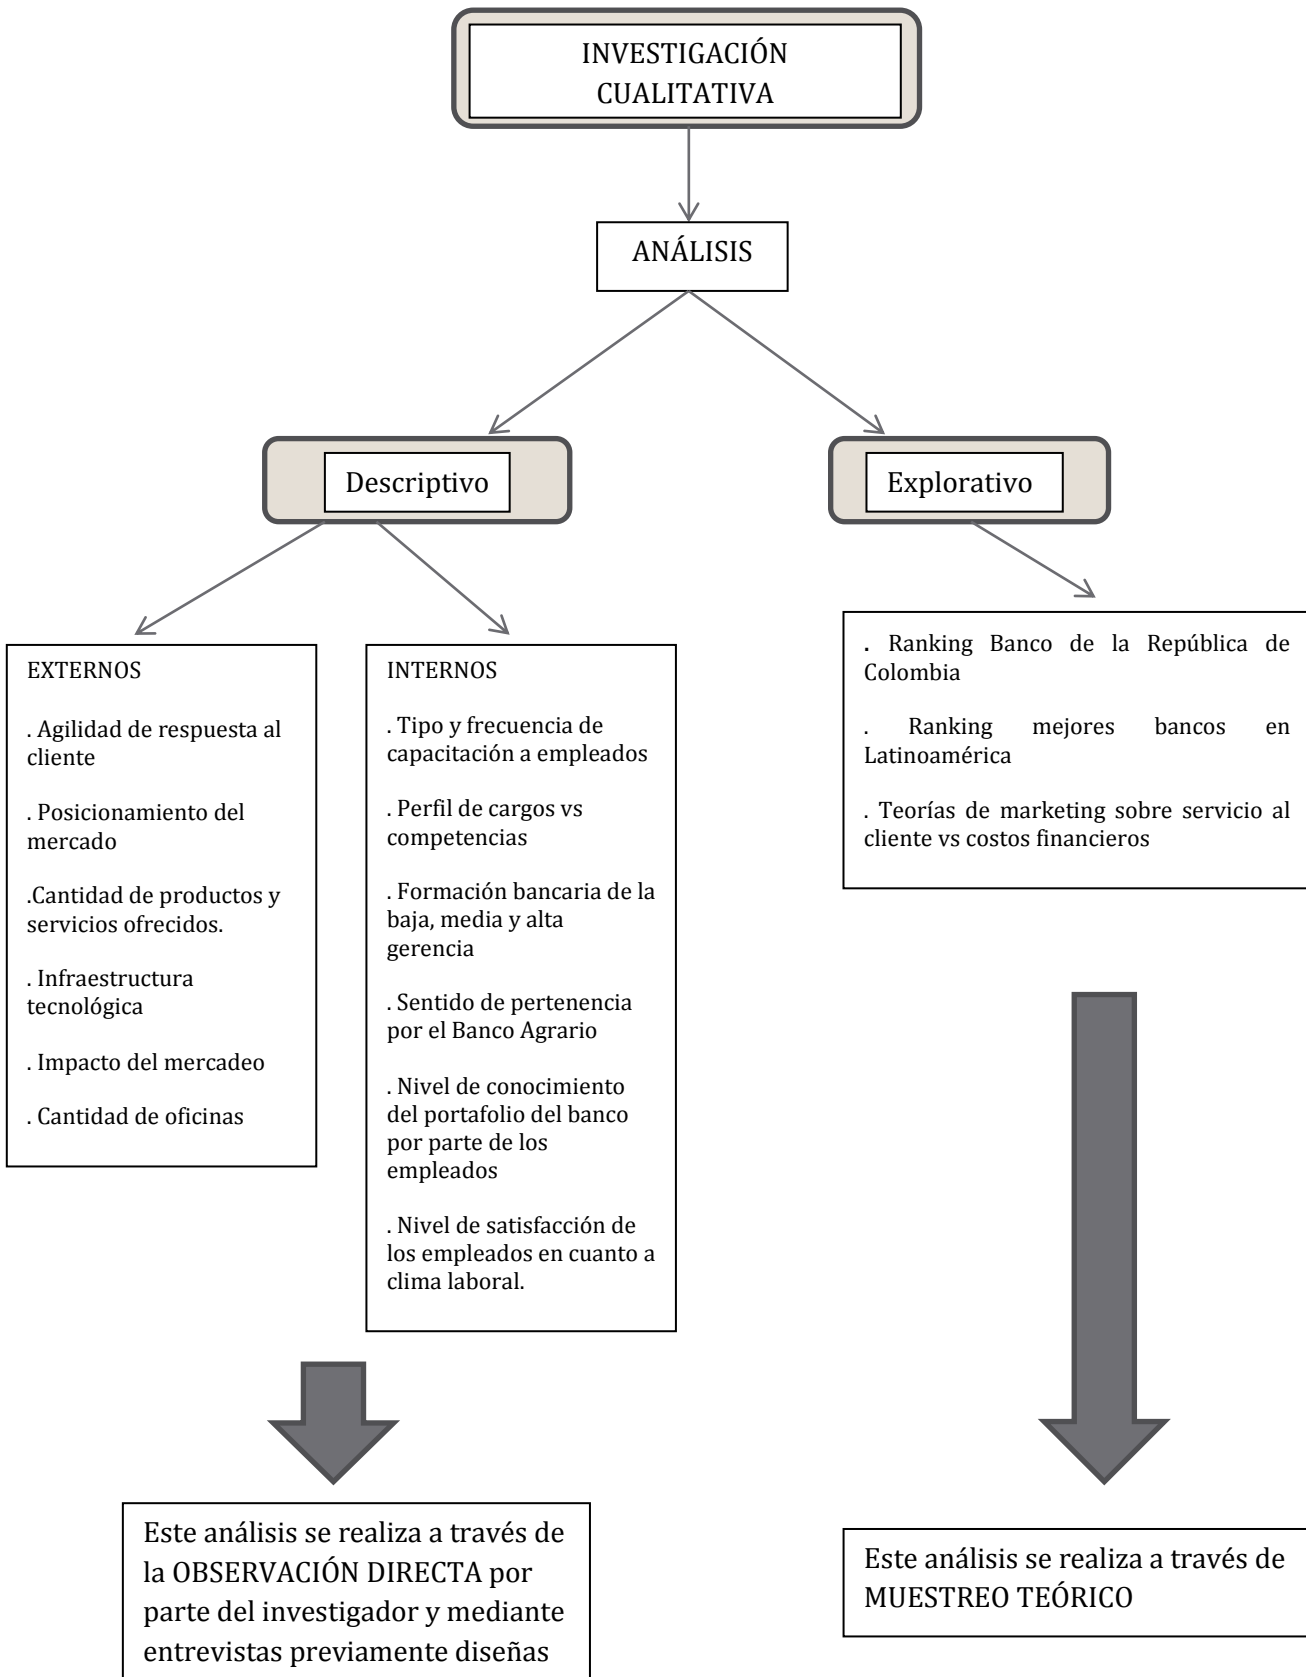 INVESTIGACIÓN
CUALITATIVA
ANÁLISIS
Descriptivo
Explorativo
EXTERNOS
. Agilidad de respuesta al
cliente
. Posicionamiento del
mercado
.Cantidad de productos y
servicios ofrecidos.
. Infraestructura
tecnológica
. Impacto del mercadeo
. Cantidad de oficinas
INTERNOS
. Tipo y frecuencia de
capacitación a empleados
. Perfil de cargos vs
competencias
. Formación bancaria de la
baja, media y alta
gerencia
. Sentido de pertenencia
por el Banco Agrario
. Nivel de conocimiento
del portafolio del banco
por parte de los
empleados
. Nivel de satisfacción de
los empleados en cuanto a
clima laboral.
. Ranking Banco de la República de
Colombia
. Ranking mejores bancos en
Latinoamérica
. Teorías de marketing sobre servicio al
cliente vs costos financieros
Este análisis se realiza a través de
la OBSERVACIÓN DIRECTA por
parte del investigador y mediante
entrevistas previamente diseñas
Este análisis se realiza a través de
MUESTREO TEÓRICO